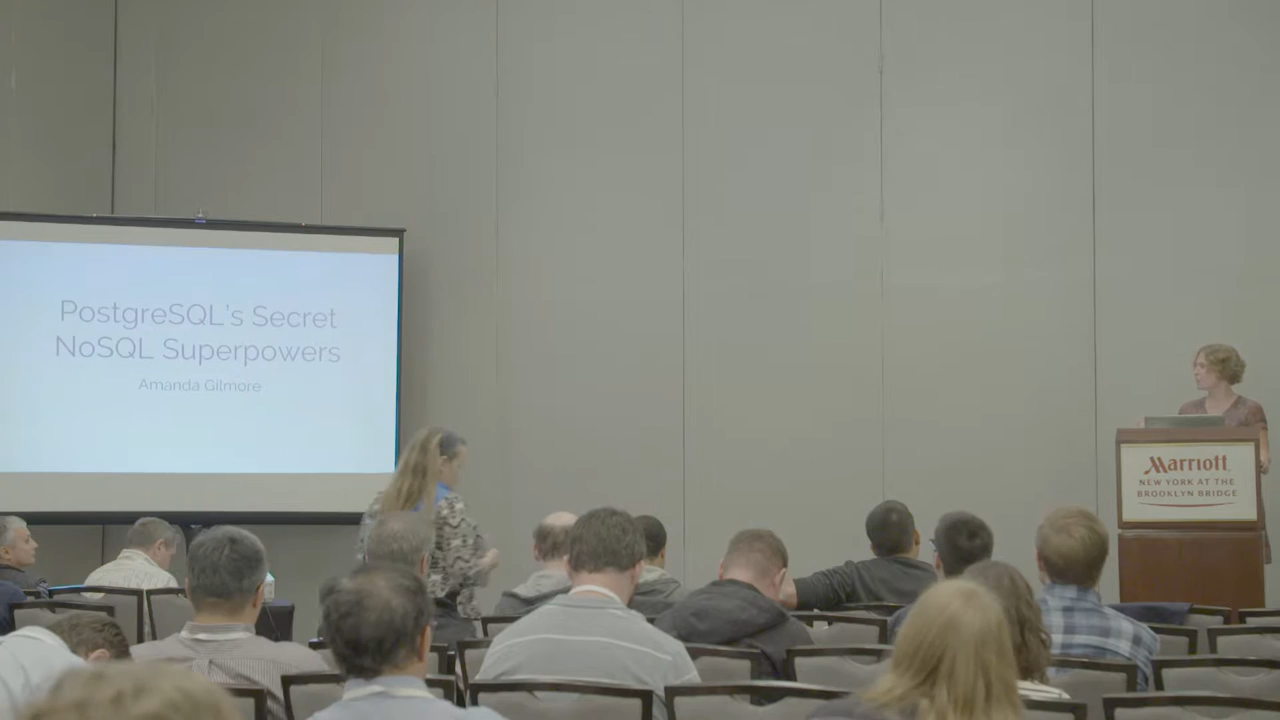 PostgreSQL's Secret
NoSQL Superpowers
Amanda Gilmore
Marriott
NEW YORK AT THE
BROOKLYN BRIDGE